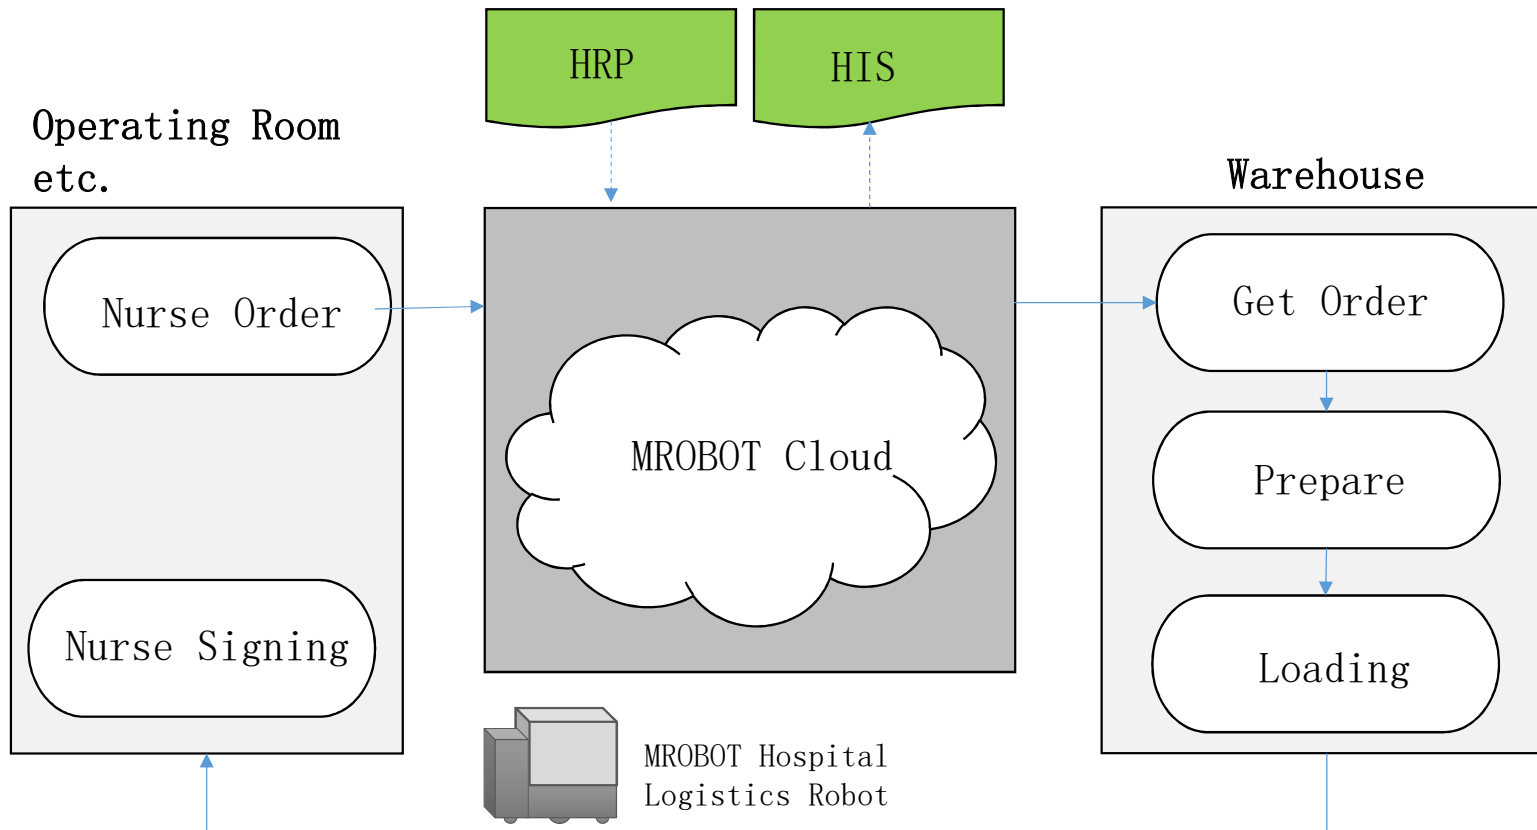 HRP
HIS
Operating Room
etc.
Warehouse
Nurse Order
Get Order
MROBOT Cloud
Prepare
Nurse Signing
Loading
MROBOT Hospital
Logistics Robot